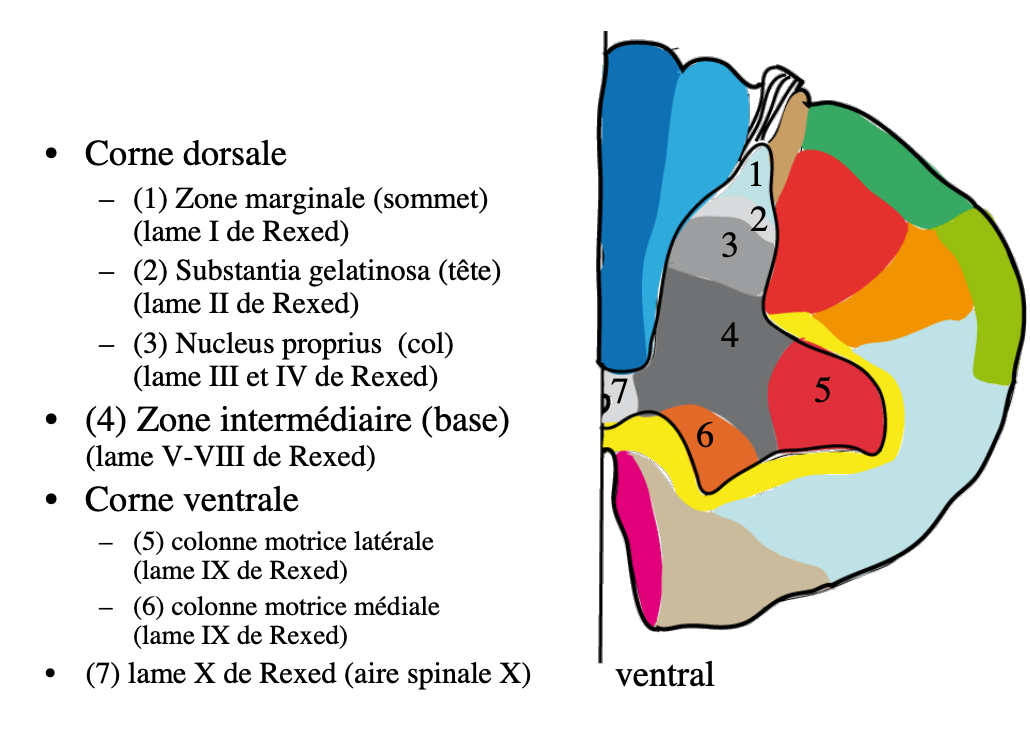 • Corne dorsale
– (1) Zone marginale (sommet)
(lame I de Rexed)
– (2) Substantia gelatinosa (tête)
(lame II de Rexed)
– (3) Nucleus proprius (col)
(lame III et IV de Rexed)
• (4) Zone intermédiaire (base)
(lame V-VIII de Rexed)
• Corne ventrale
– (5) colonne motrice latérale
(lame IX de Rexed)
– (6) colonne motrice médiale
(lame IX de Rexed)
• (7) lame X de Rexed (aire spinale X)
1
2
3
4
5
7
6
ventral